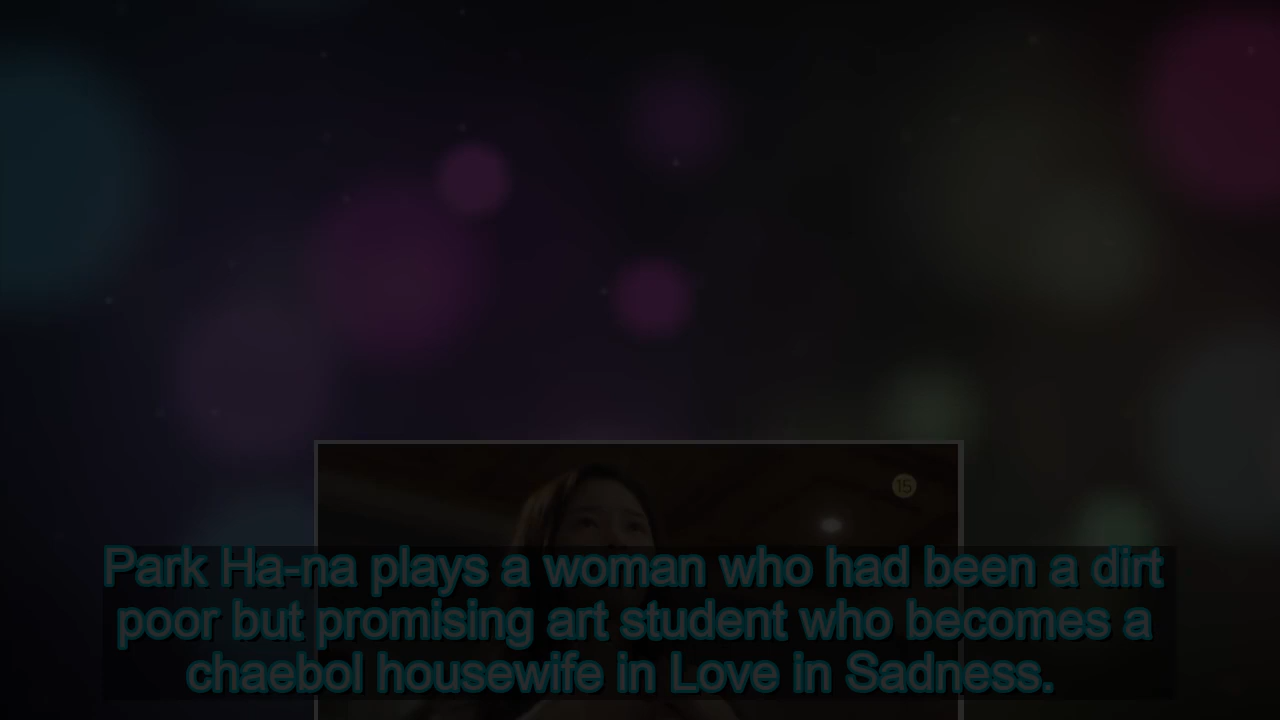 15
Park Ha-na plays a woman who had been a dirt
poor but promising art student who becomes a
chaebol housewife in Love in Sadness.